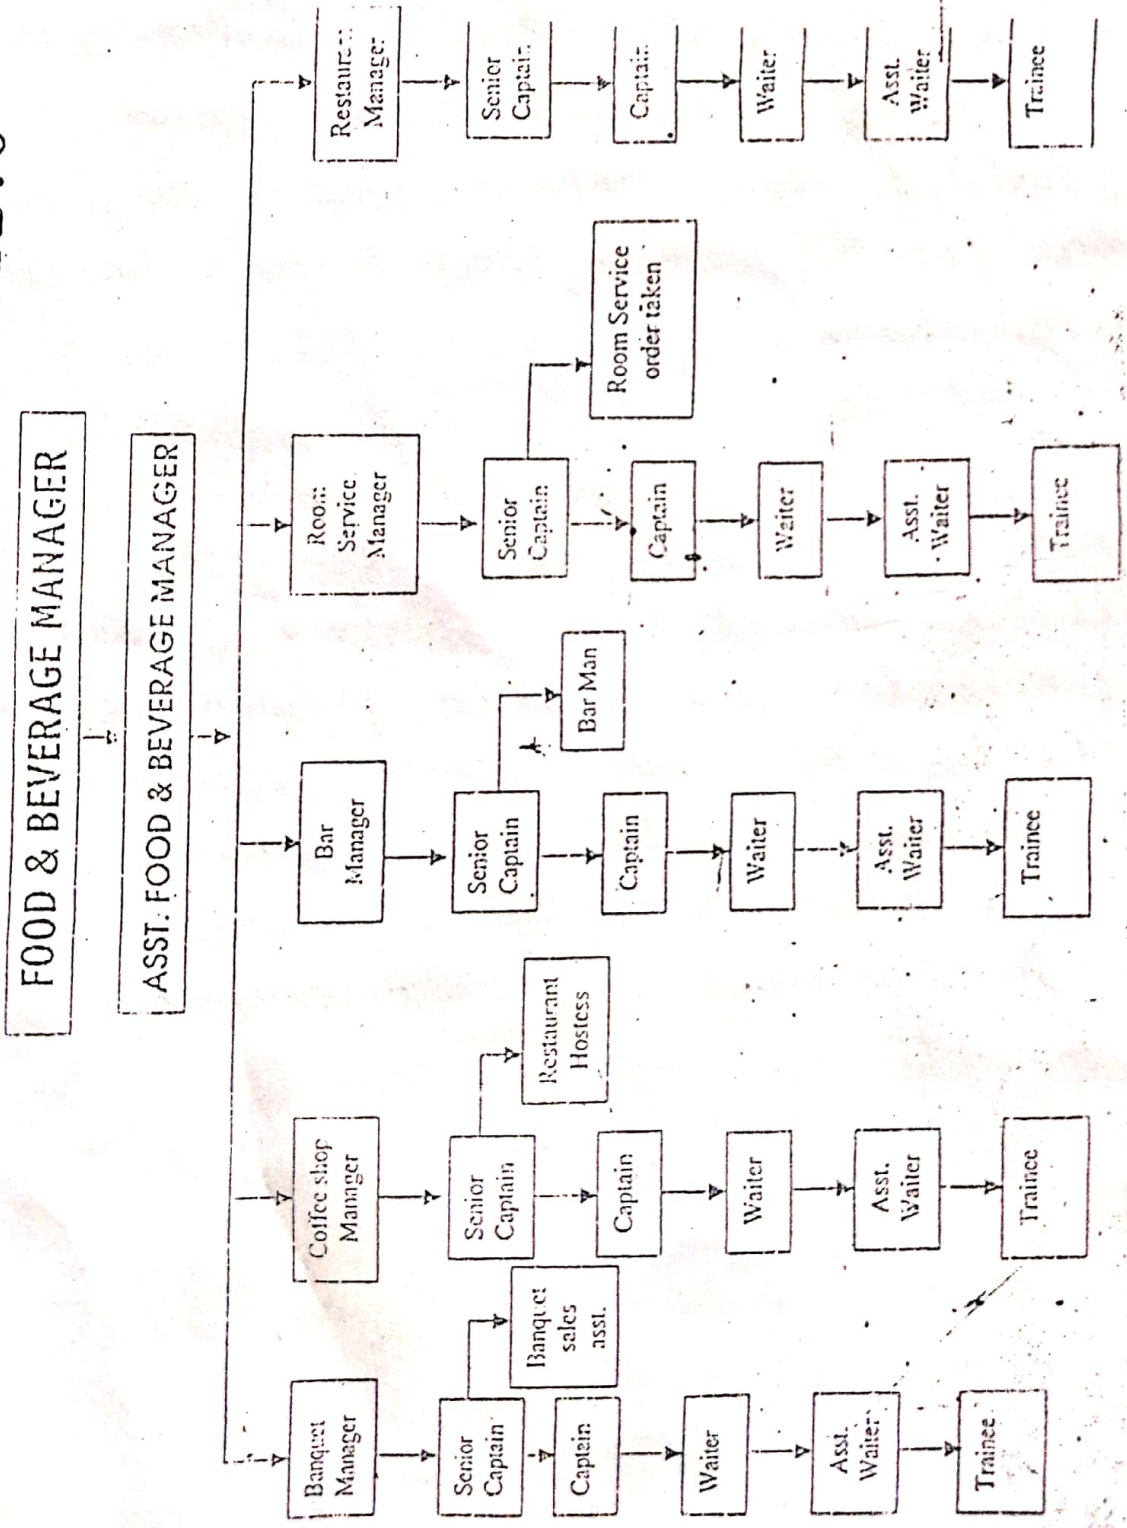 FOOD & BEVERAGE MANAGER
ASST. FOOD & BEVERAGE MANAGER
Banquet
Manager
Senior
Captain
Banquet
sales
asst.
Captain
Waiter
Asst.
Waiter
Trainee
Coffee shop
Manager
Senior
Captain
Restaurant
Hostess
Captain
Waiter
Asst.
Waiter
Trainee
Bar
Manager
Senior
Captain
Bar Man
Captain
Waiter
Asst.
Waiter
Trainee
Room
Service
Manager
Senior
Captain
Room Service
order taken
Captain
Waiter
Asst.
Waiter
Trainee
Restaurant
Manager
Senior
Captain
Captain
Waiter
Asst.
Waiter
Trainee